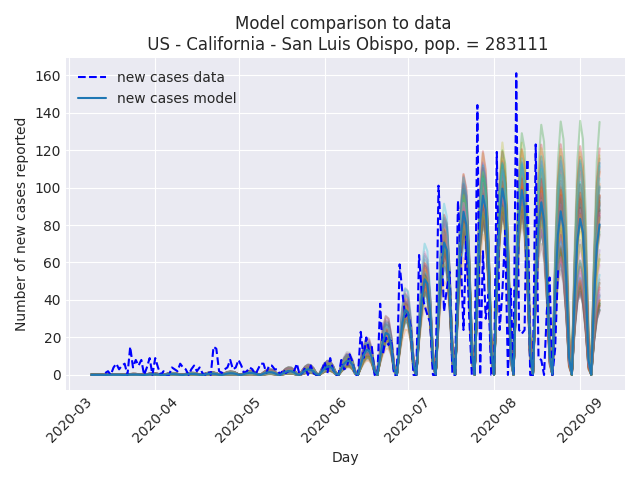 Model comparison to data
US - California - San Luis Obispo, pop. = 283111
new cases data
new cases model
Number of new cases reported
160
140
120
100
80
60
40
20
0
2020-03
2020-04
2020-05
2020-06
2020-07
2020-08
2020-09
Day